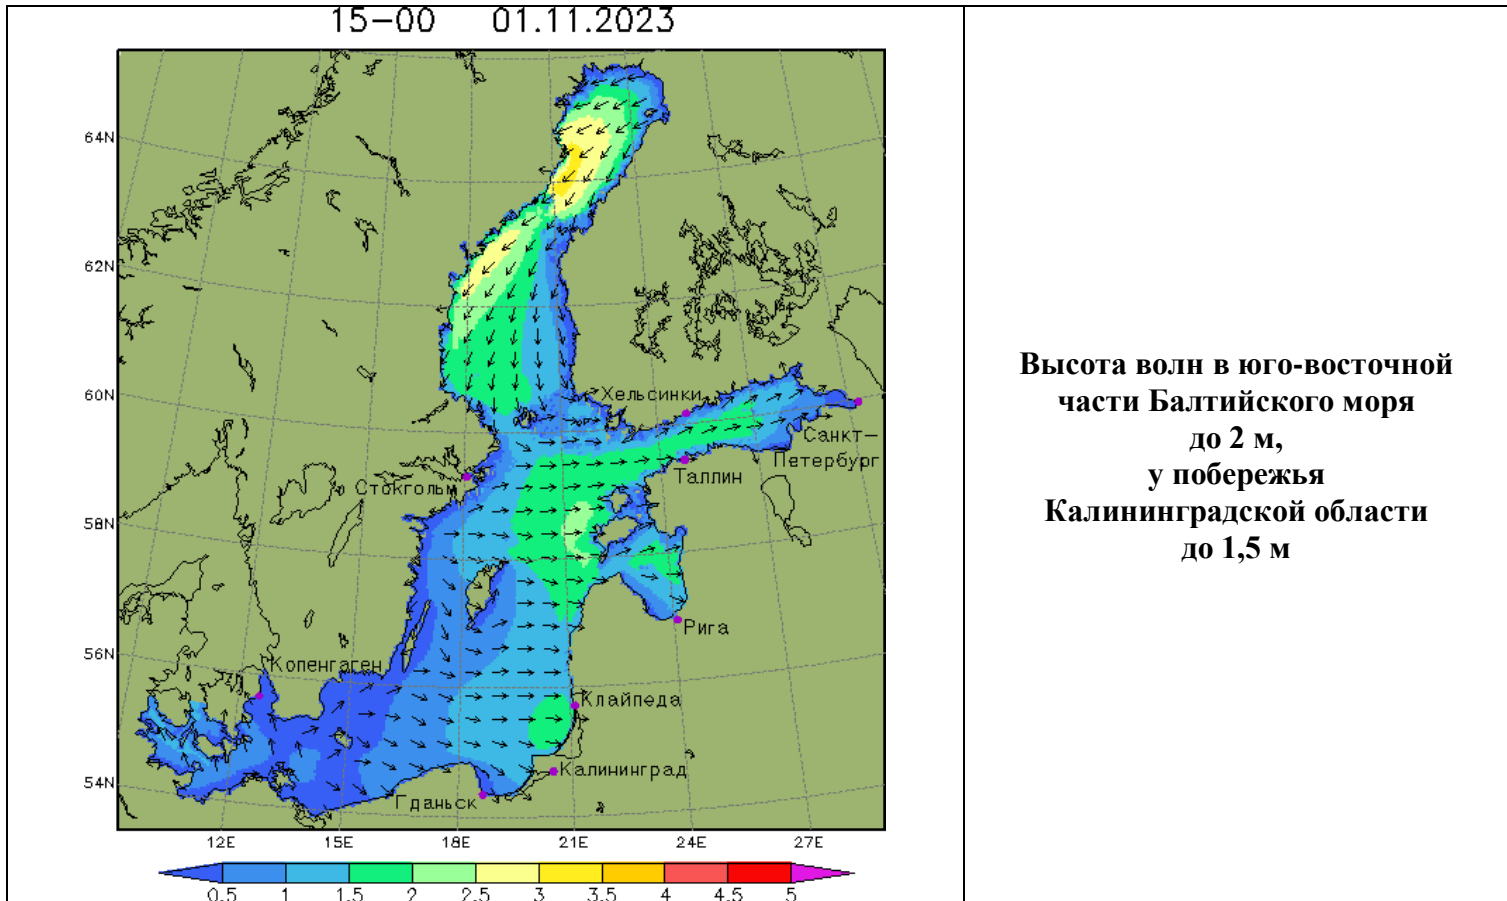 15-00 01.11.2023
64N
62N
60N
58N
56N
54N
Хельсинки
Санкт-
Петербург
Таллин
Стокгольм
Рига
Копенгаген
Клайпеда
Калининград
Гданьск
12E 15E 18E 21E 24E 27E
0.5 1 1.5 2 2.5 3 3.5 4 4.5 5
Высота волн в юго-восточной
части Балтийского моря
до 2 м,
у побережья
Калининградской области
до 1,5 м